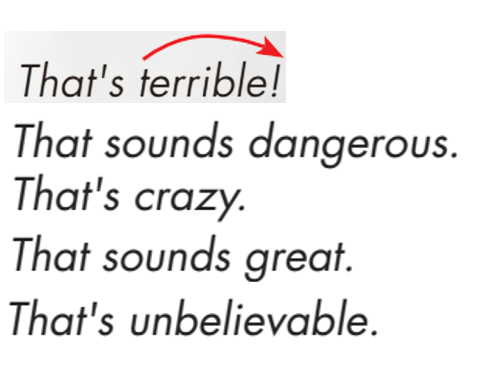 That's terrible!
That sounds dangerous.
That's crazy.
That sounds great.
That's unbelievable.